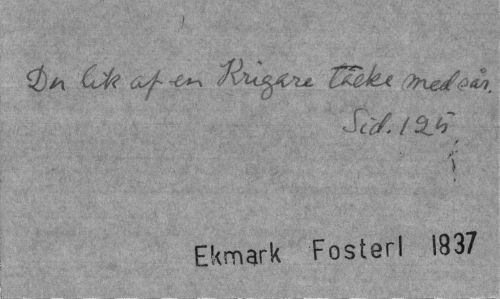 Du lik af en Krigare täcke med sår.
Sid. 125
Ekmark Fosterl 1837